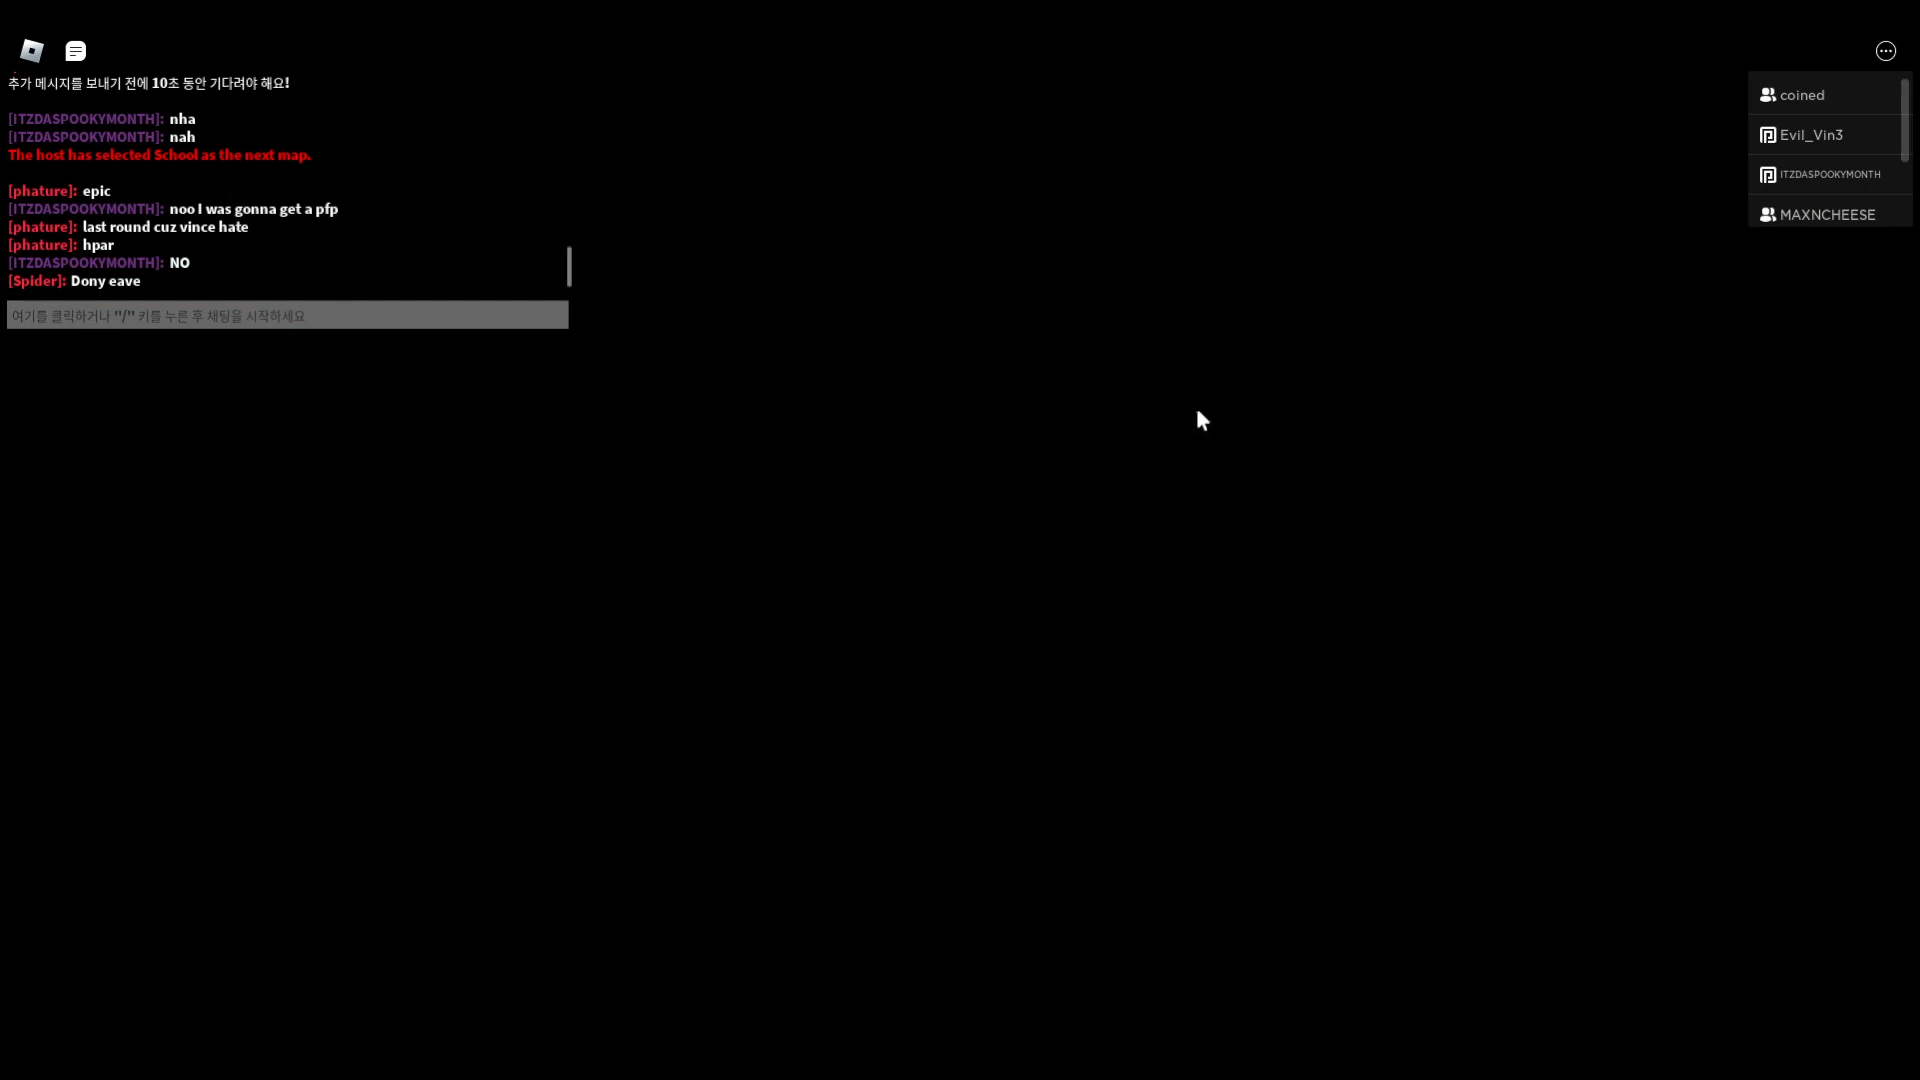 추가 메시지를 보내기 전에 10초 동안 기다려야 해요!
[ITZDASPOOKYMONTH]: nha
[ITZDASPOOKYMONTH]: nah
The host has selected School as the next map.
[phature]: epic
[ITZDASPOOKYMONTH]: noo I was gonna get a pfp
[phature]: last round cuz vince hate
[phature]: hpar
[ITZDASPOOKYMONTH]: NO
[Spider]: Dony eave
여기를 클릭하거나 "/" 키를 누른 후 채팅을 시작하세요
coined
Evil_Vin3
ITZDASPOOKYMONTH
MAXNCHEESE